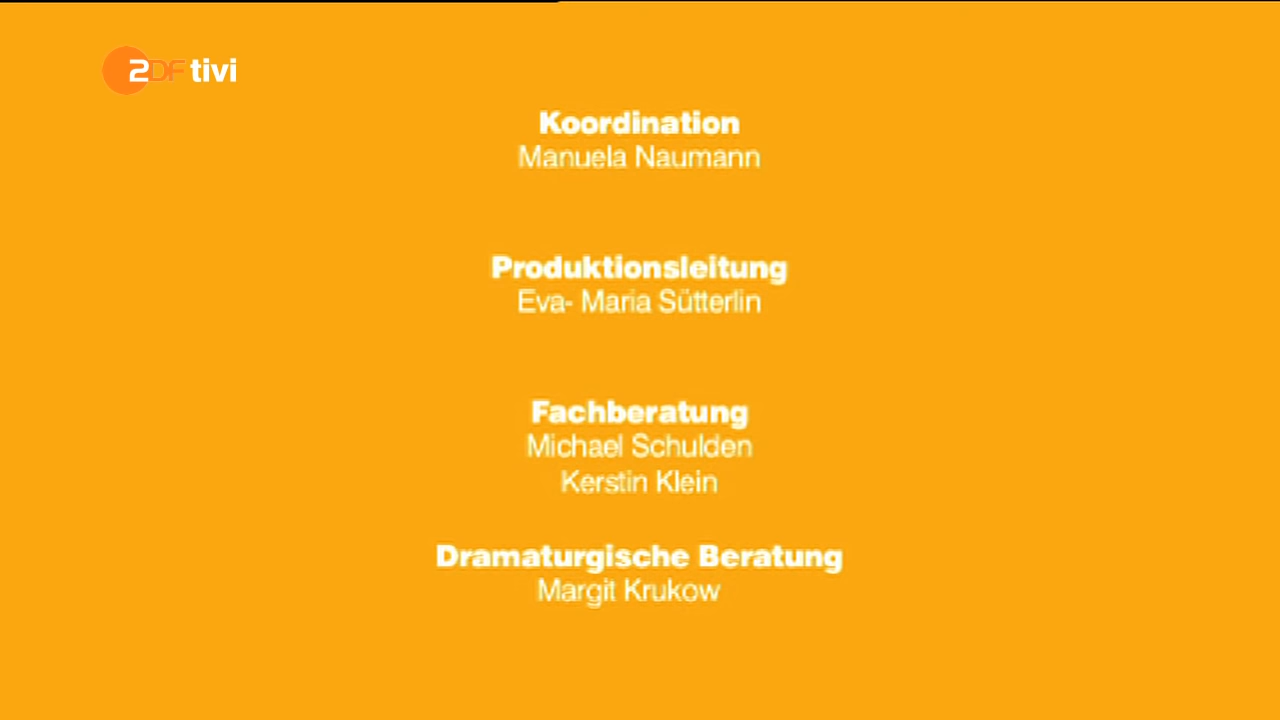 ZDFtivi
Koordination
Manuela Naumann
Produktionsleitung
Eva- Maria Sütterlin
Fachberatung
Michael Schulden
Kerstin Klein
Dramaturgische Beratung
Margit Krukow